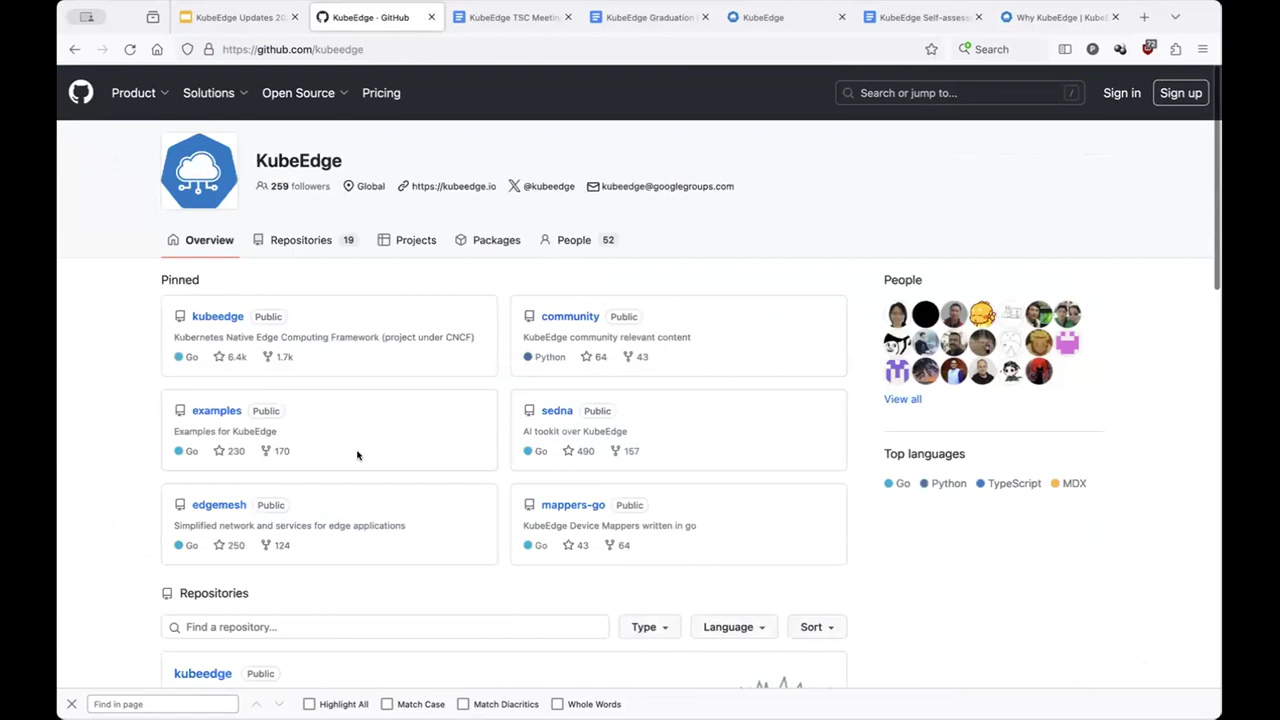 KubeEdge Updates 20
KubeEdge · GitHub
KubeEdge TSC Meetin
KubeEdge Graduation
KubeEdge
KubeEdge Self-assess
Why KubeEdge | Kube
https://github.com/kubeedge
Search
Product
Solutions
Open Source
Pricing
Search or jump to...
/
Sign in
Sign up
KubeEdge
259 followers
Global
https://kubeedge.io
@kubeedge
kubeedge@googlegroups.com
Overview
Repositories 19
Projects
Packages
People 52
Pinned
kubeedge Public
Kubernetes Native Edge Computing Framework (project under CNCF)
Go 6.4k 1.7k
community Public
KubeEdge community relevant content
Python 64 43
examples Public
Examples for KubeEdge
Go 230 170
sedna Public
AI tookit over KubeEdge
Go 490 157
edgemesh Public
Simplified network and services for edge applications
Go 250 124
mappers-go Public
KubeEdge Device Mappers written in go
Go 43 64
People
View all
Top languages
Go Python TypeScript MDX
Repositories
Find a repository...
Type
Language
Sort
kubeedge Public
Find in page
Highlight All
Match Case
Match Diacritics
Whole Words